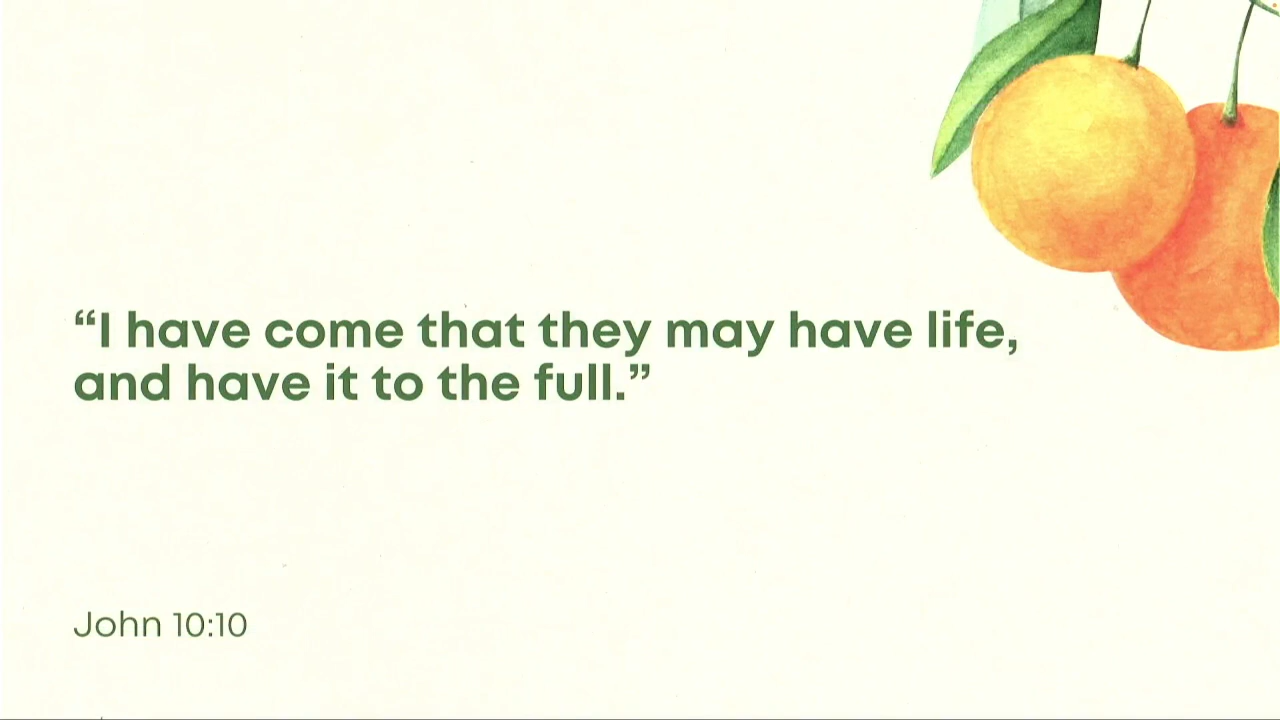 “I have come that they may have life,
and have it to the full.”
John 10:10